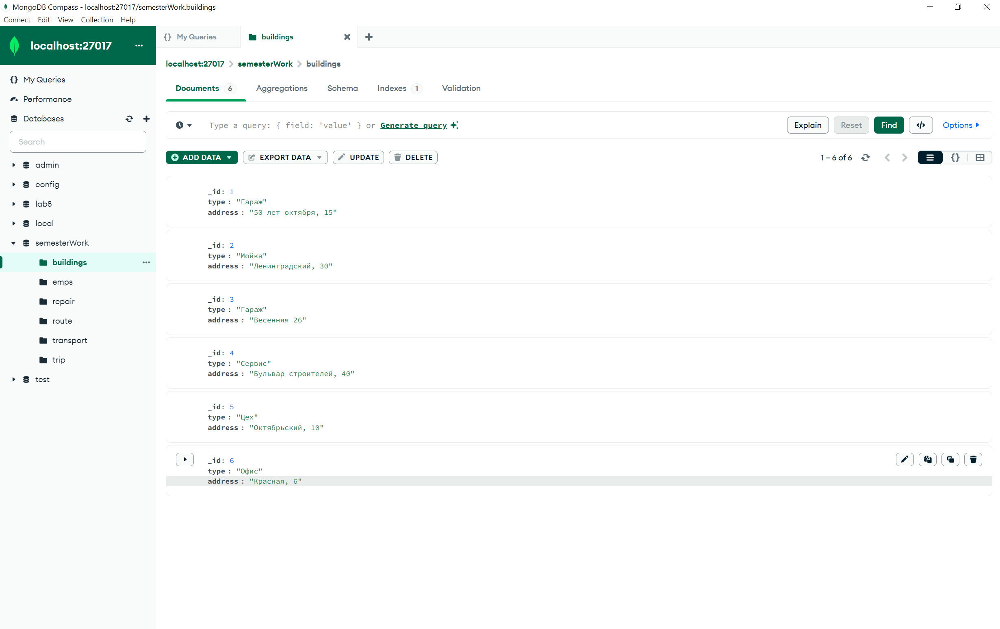 MongoDB Compass - localhost:27017/semesterWork.buildings
Connect Edit View Collection Help
localhost:27017
My Queries
Performance
Databases
Search
admin
config
lab8
local
semesterWork
buildings
emps
repair
route
transport
trip
test
{} My Queries
buildings
localhost:27017 > semesterWork > buildings
Documents 6 Aggregations Schema Indexes 1 Validation
Type a query: { field: 'value' } or Generate query
Explain Reset Find </> Options
ADD DATA EXPORT DATA UPDATE DELETE
1 – 6 of 6
_id: 1
type : "Гараж"
address : "50 лет октября, 15"
_id: 2
type : "Мойка"
address : "Ленинградский, 30"
_id: 3
type : "Гараж"
address : "Весенняя 26"
_id: 4
type : "Сервис"
address : "Бульвар строителей, 40"
_id: 5
type : "Цех"
address : "Октябрьский, 10"
_id: 6
type : "Офис"
address : "Красная, 6"